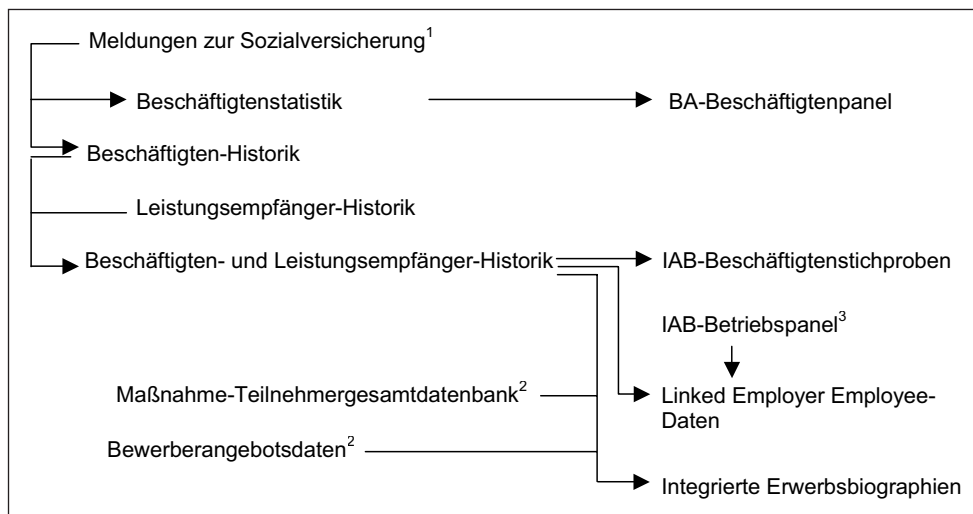 Meldungen zur Sozialversicherung¹
Beschäftigtenstatistik
BA-Beschäftigtenpanel
Beschäftigten-Historik
Leistungsempfänger-Historik
Beschäftigten- und Leistungsempfänger-Historik
IAB-Beschäftigtenstichproben
IAB-Betriebspanel³
Maßnahme-Teilnehmergesamtdatenbank²
Linked Employer Employee-
Daten
Bewerberangebotsdaten²
Integrierte Erwerbsbiographien